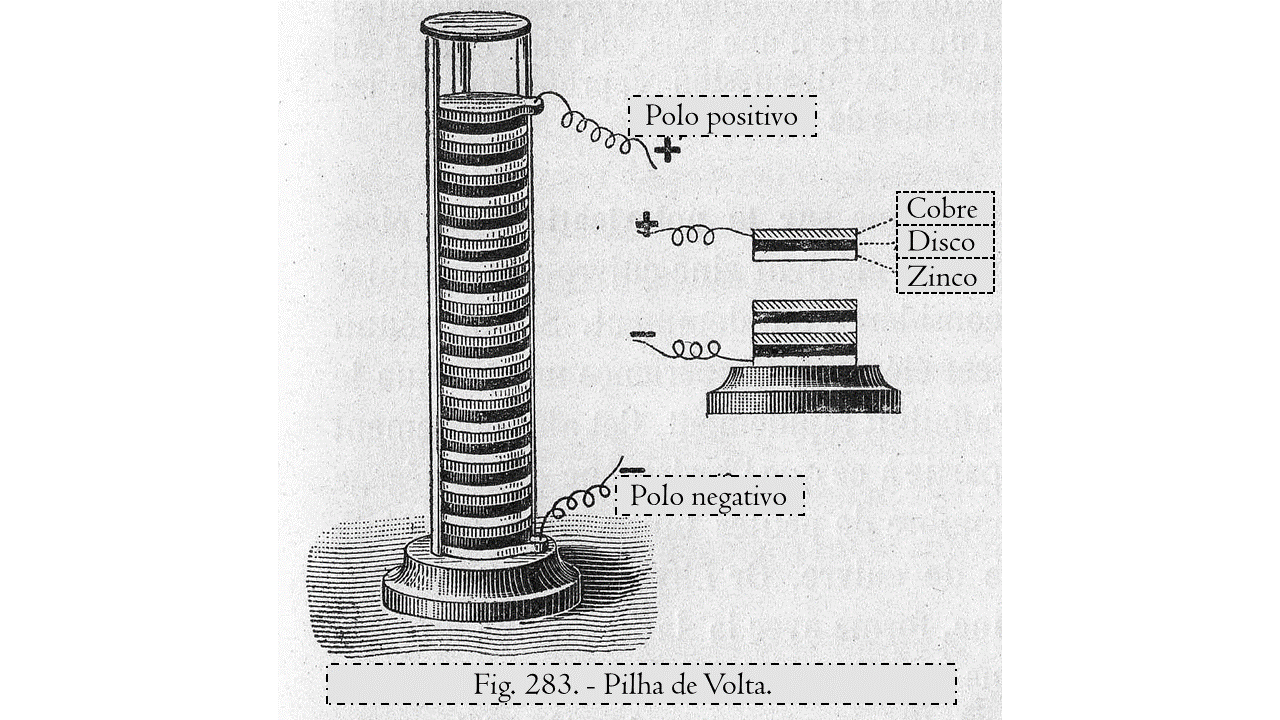 Polo positivo
+
+
Cobre
Disco
Zinco
−
−
Polo negativo
Fig. 283. - Pilha de Volta.